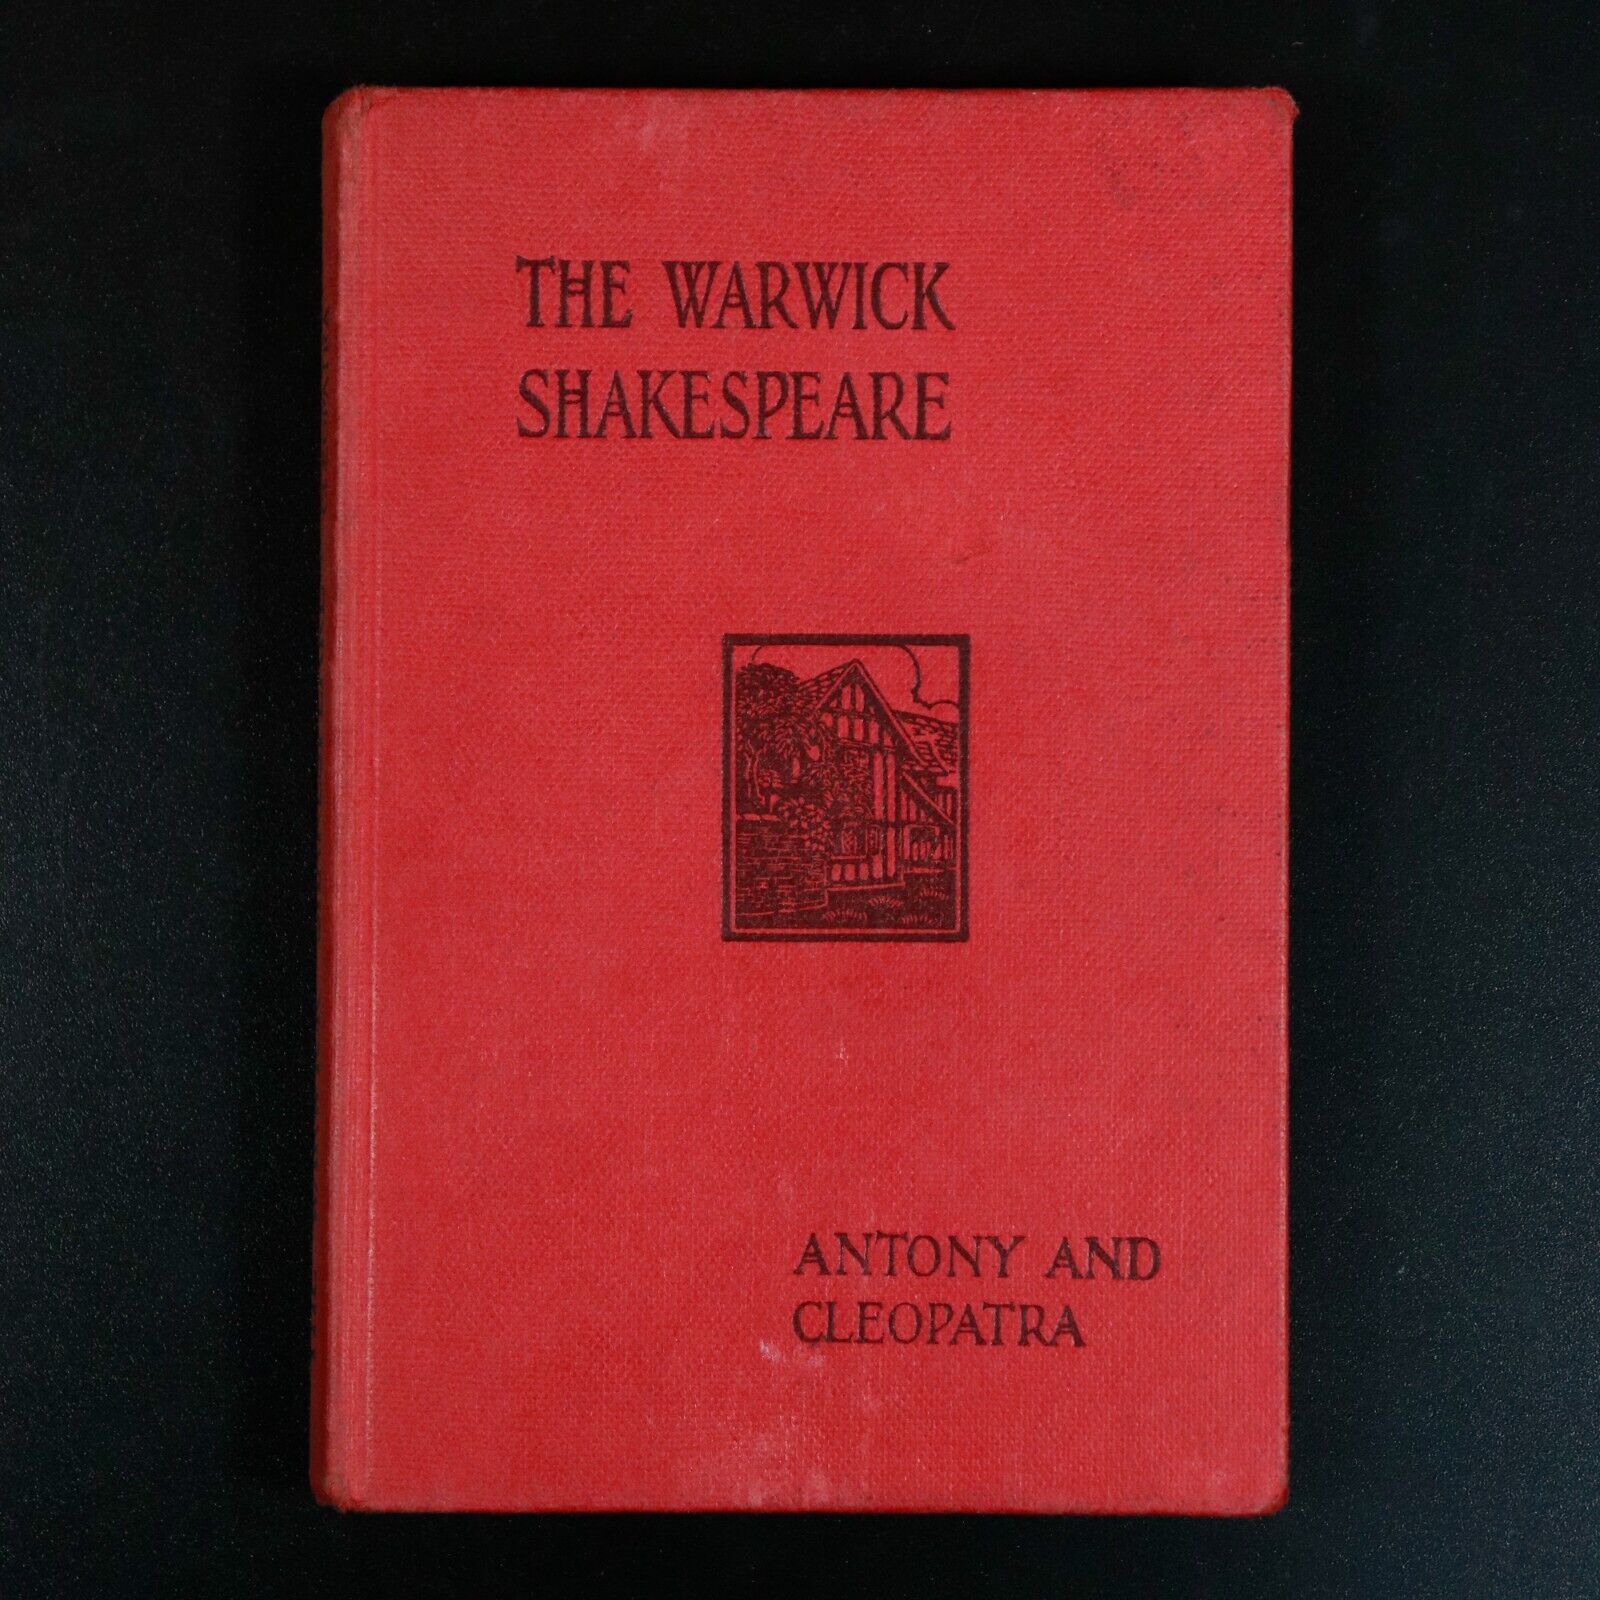 THE WARWICK
SHAKESPEARE
ANTONY AND
CLEOPATRA